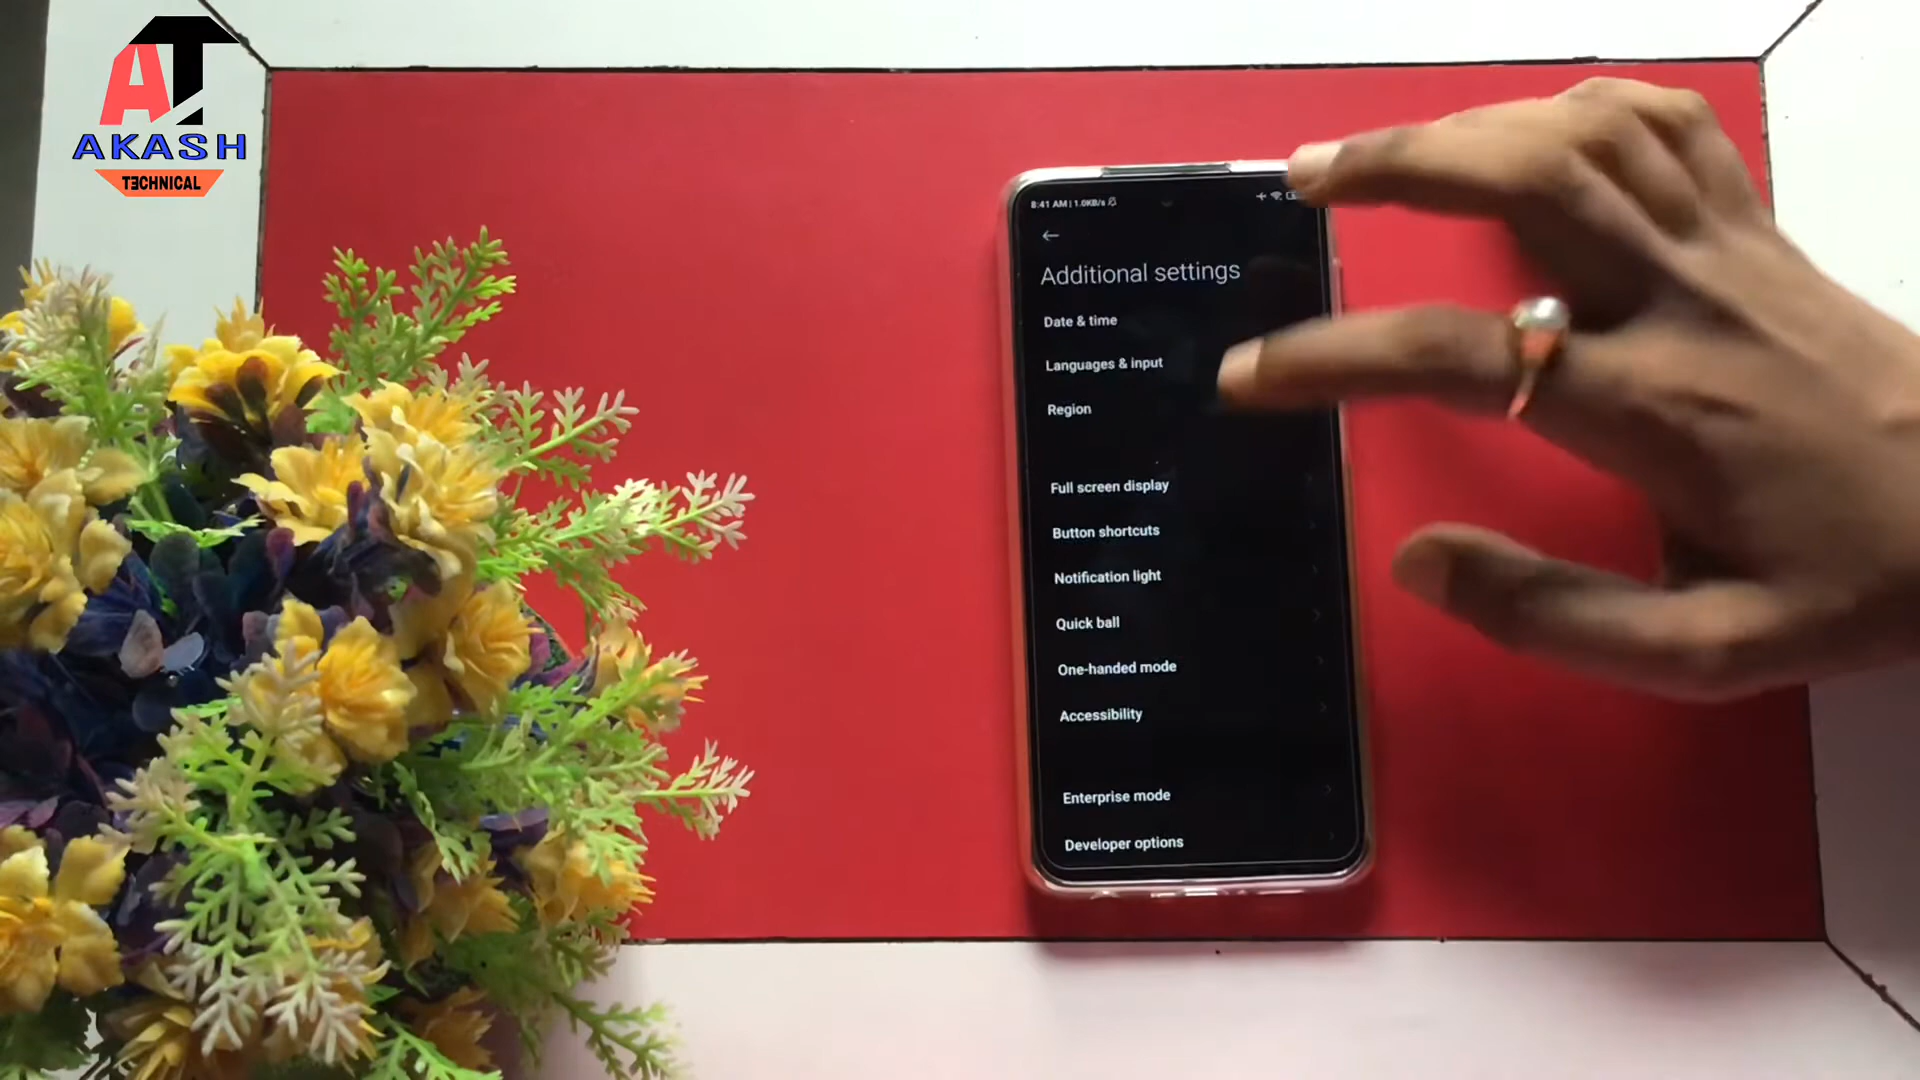 AT
AKASH
TECHNICAL
8:41 AM | 1.0KB/s
Additional settings
Date & time
Languages & input
Region
Full screen display
Button shortcuts
Notification light
Quick ball
One-handed mode
Accessibility
Enterprise mode
Developer options